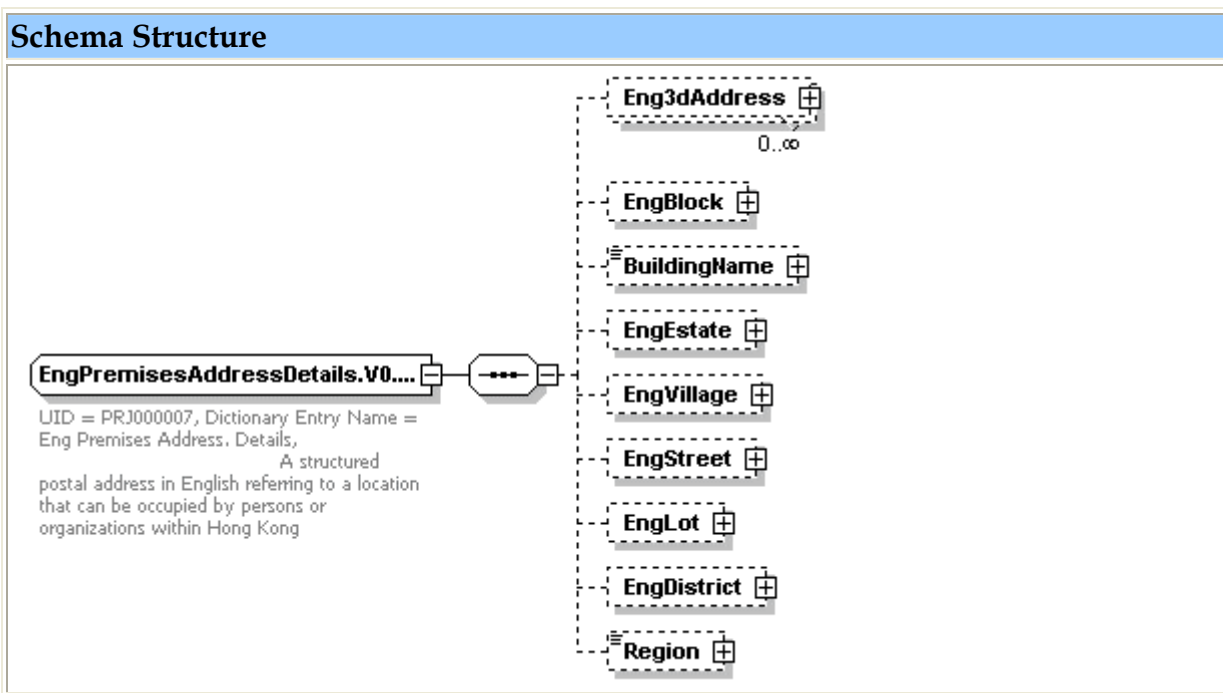 Schema Structure
Eng3dAddress
0..∞
EngBlock
BuildingName
EngEstate
EngPremisesAddressDetails.V0....
EngVillage
UID = PRJ000007, Dictionary Entry Name =
Eng Premises Address. Details,
A structured
postal address in English referring to a location
that can be occupied by persons or
organizations within Hong Kong
EngStreet
EngLot
EngDistrict
Region